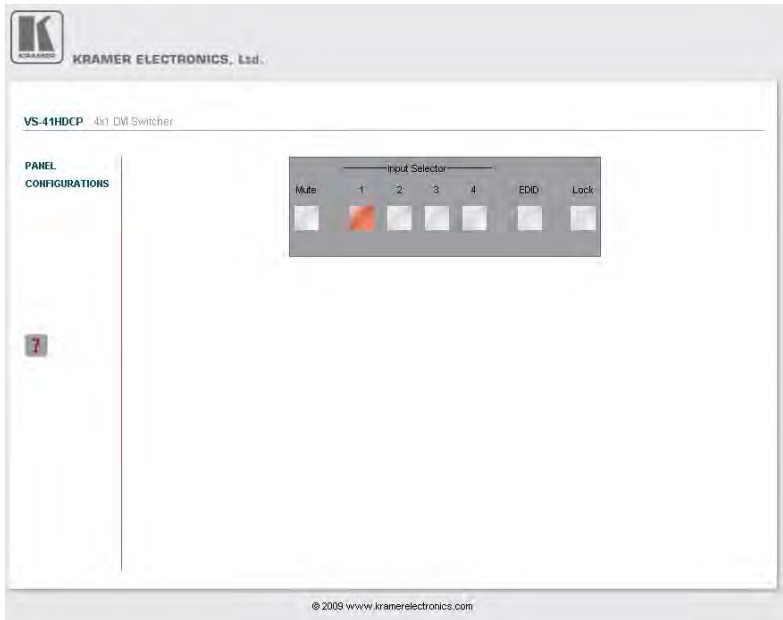 KRAMER
KRAMER ELECTRONICS, Ltd.
VS-41HDCP 4x1 DVI Switcher
PANEL
CONFIGURATIONS
Input Selector
Mute 1 2 3 4 EDID Lock
?
© 2009 www.kramerelectronics.com